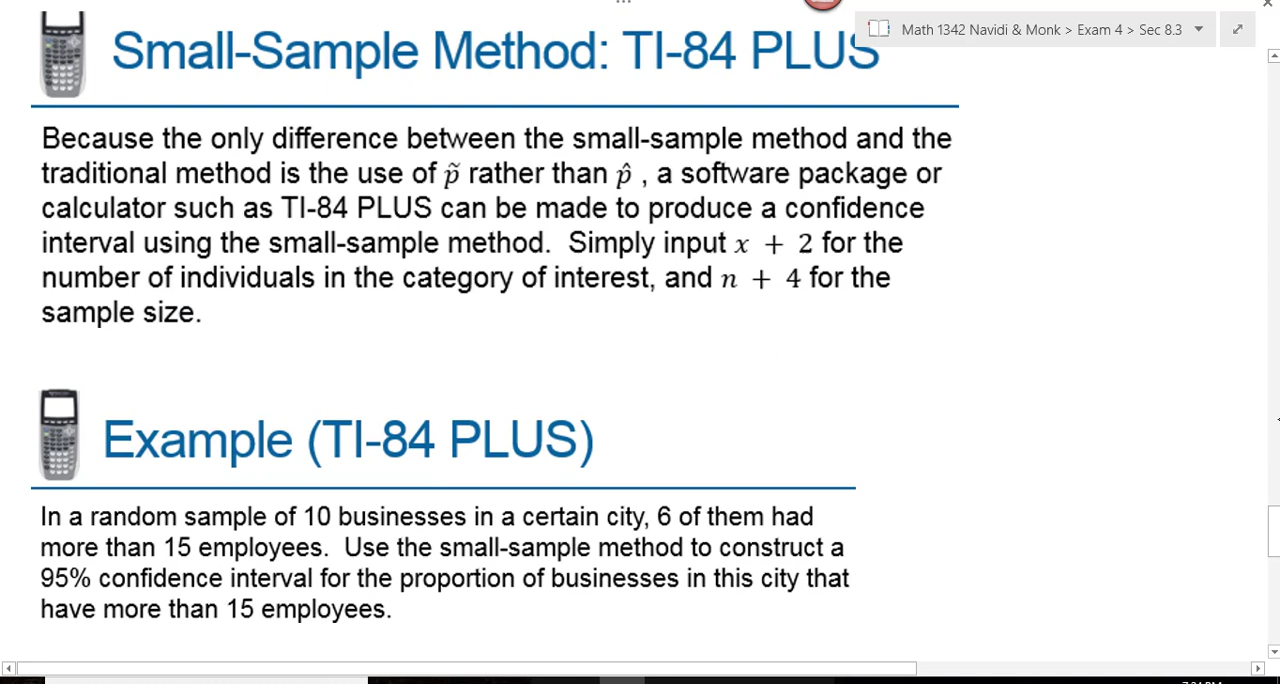 Math 1342 Navidi & Monk > Exam 4 > Sec 8.3
Small-Sample Method: TI-84 PLUS
Because the only difference between the small-sample method and the
traditional method is the use of p̃ rather than p̂ , a software package or
calculator such as TI-84 PLUS can be made to produce a confidence
interval using the small-sample method. Simply input x + 2 for the
number of individuals in the category of interest, and n + 4 for the
sample size.
Example (TI-84 PLUS)
In a random sample of 10 businesses in a certain city, 6 of them had
more than 15 employees. Use the small-sample method to construct a
95% confidence interval for the proportion of businesses in this city that
have more than 15 employees.